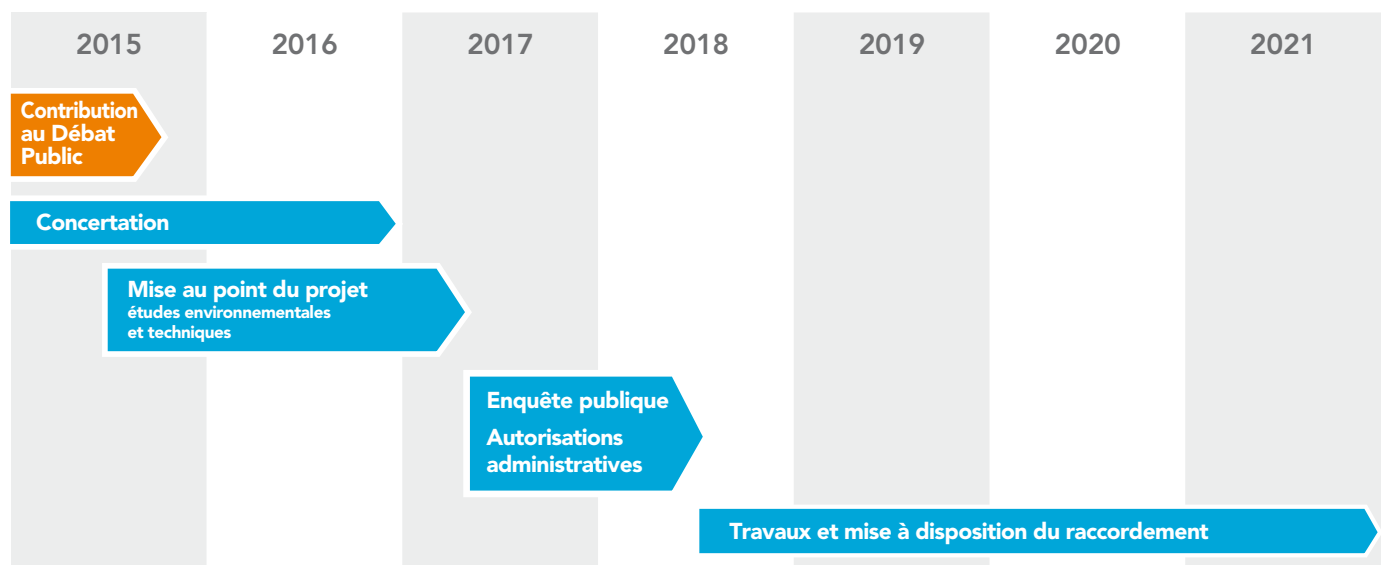 2015 2016 2017 2018 2019 2020 2021
Contribution
au Débat
Public
Concertation
Mise au point du projet
études environnementales
et techniques
Enquête publique
Autorisations
administratives
Travaux et mise à disposition du raccordement